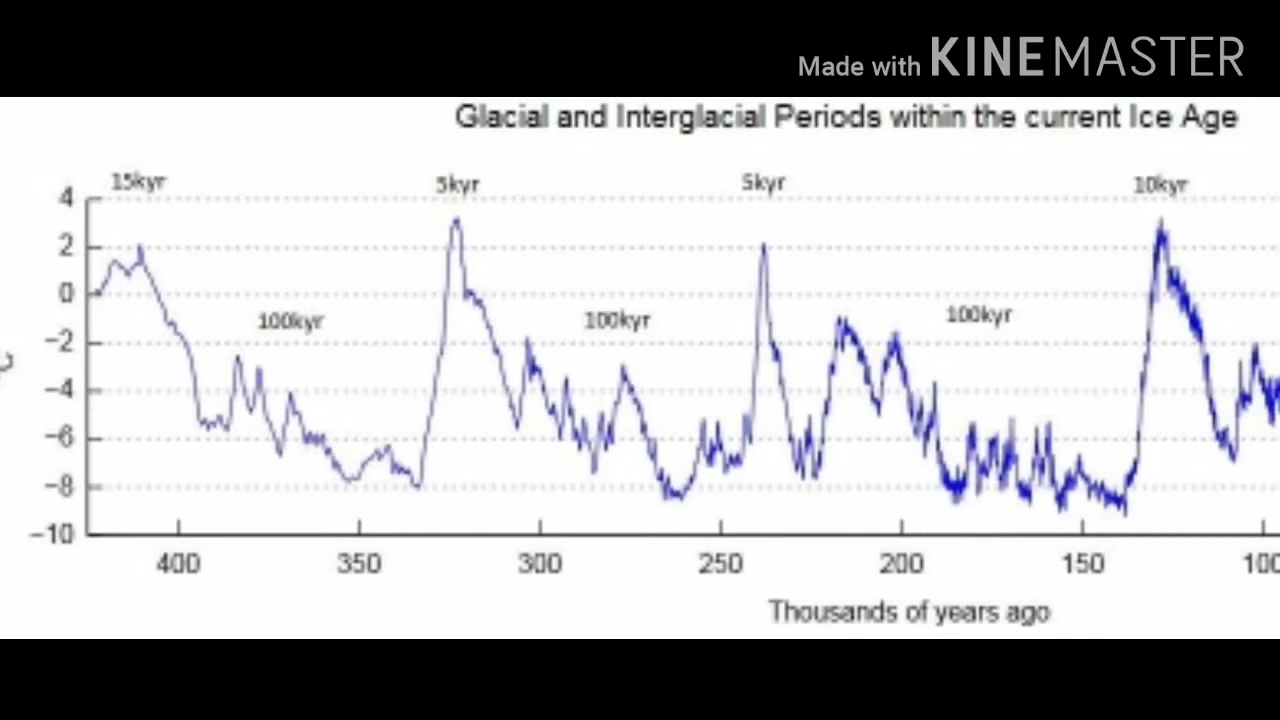 Made with KINEMASTER
Glacial and Interglacial Periods within the current Ice Age
15kyr 5kyr 5kyr 10kyr
4
2
0
100kyr 100kyr 100kyr
−2
−4
−6
−8
−10
400 350 300 250 200 150 100
Thousands of years ago